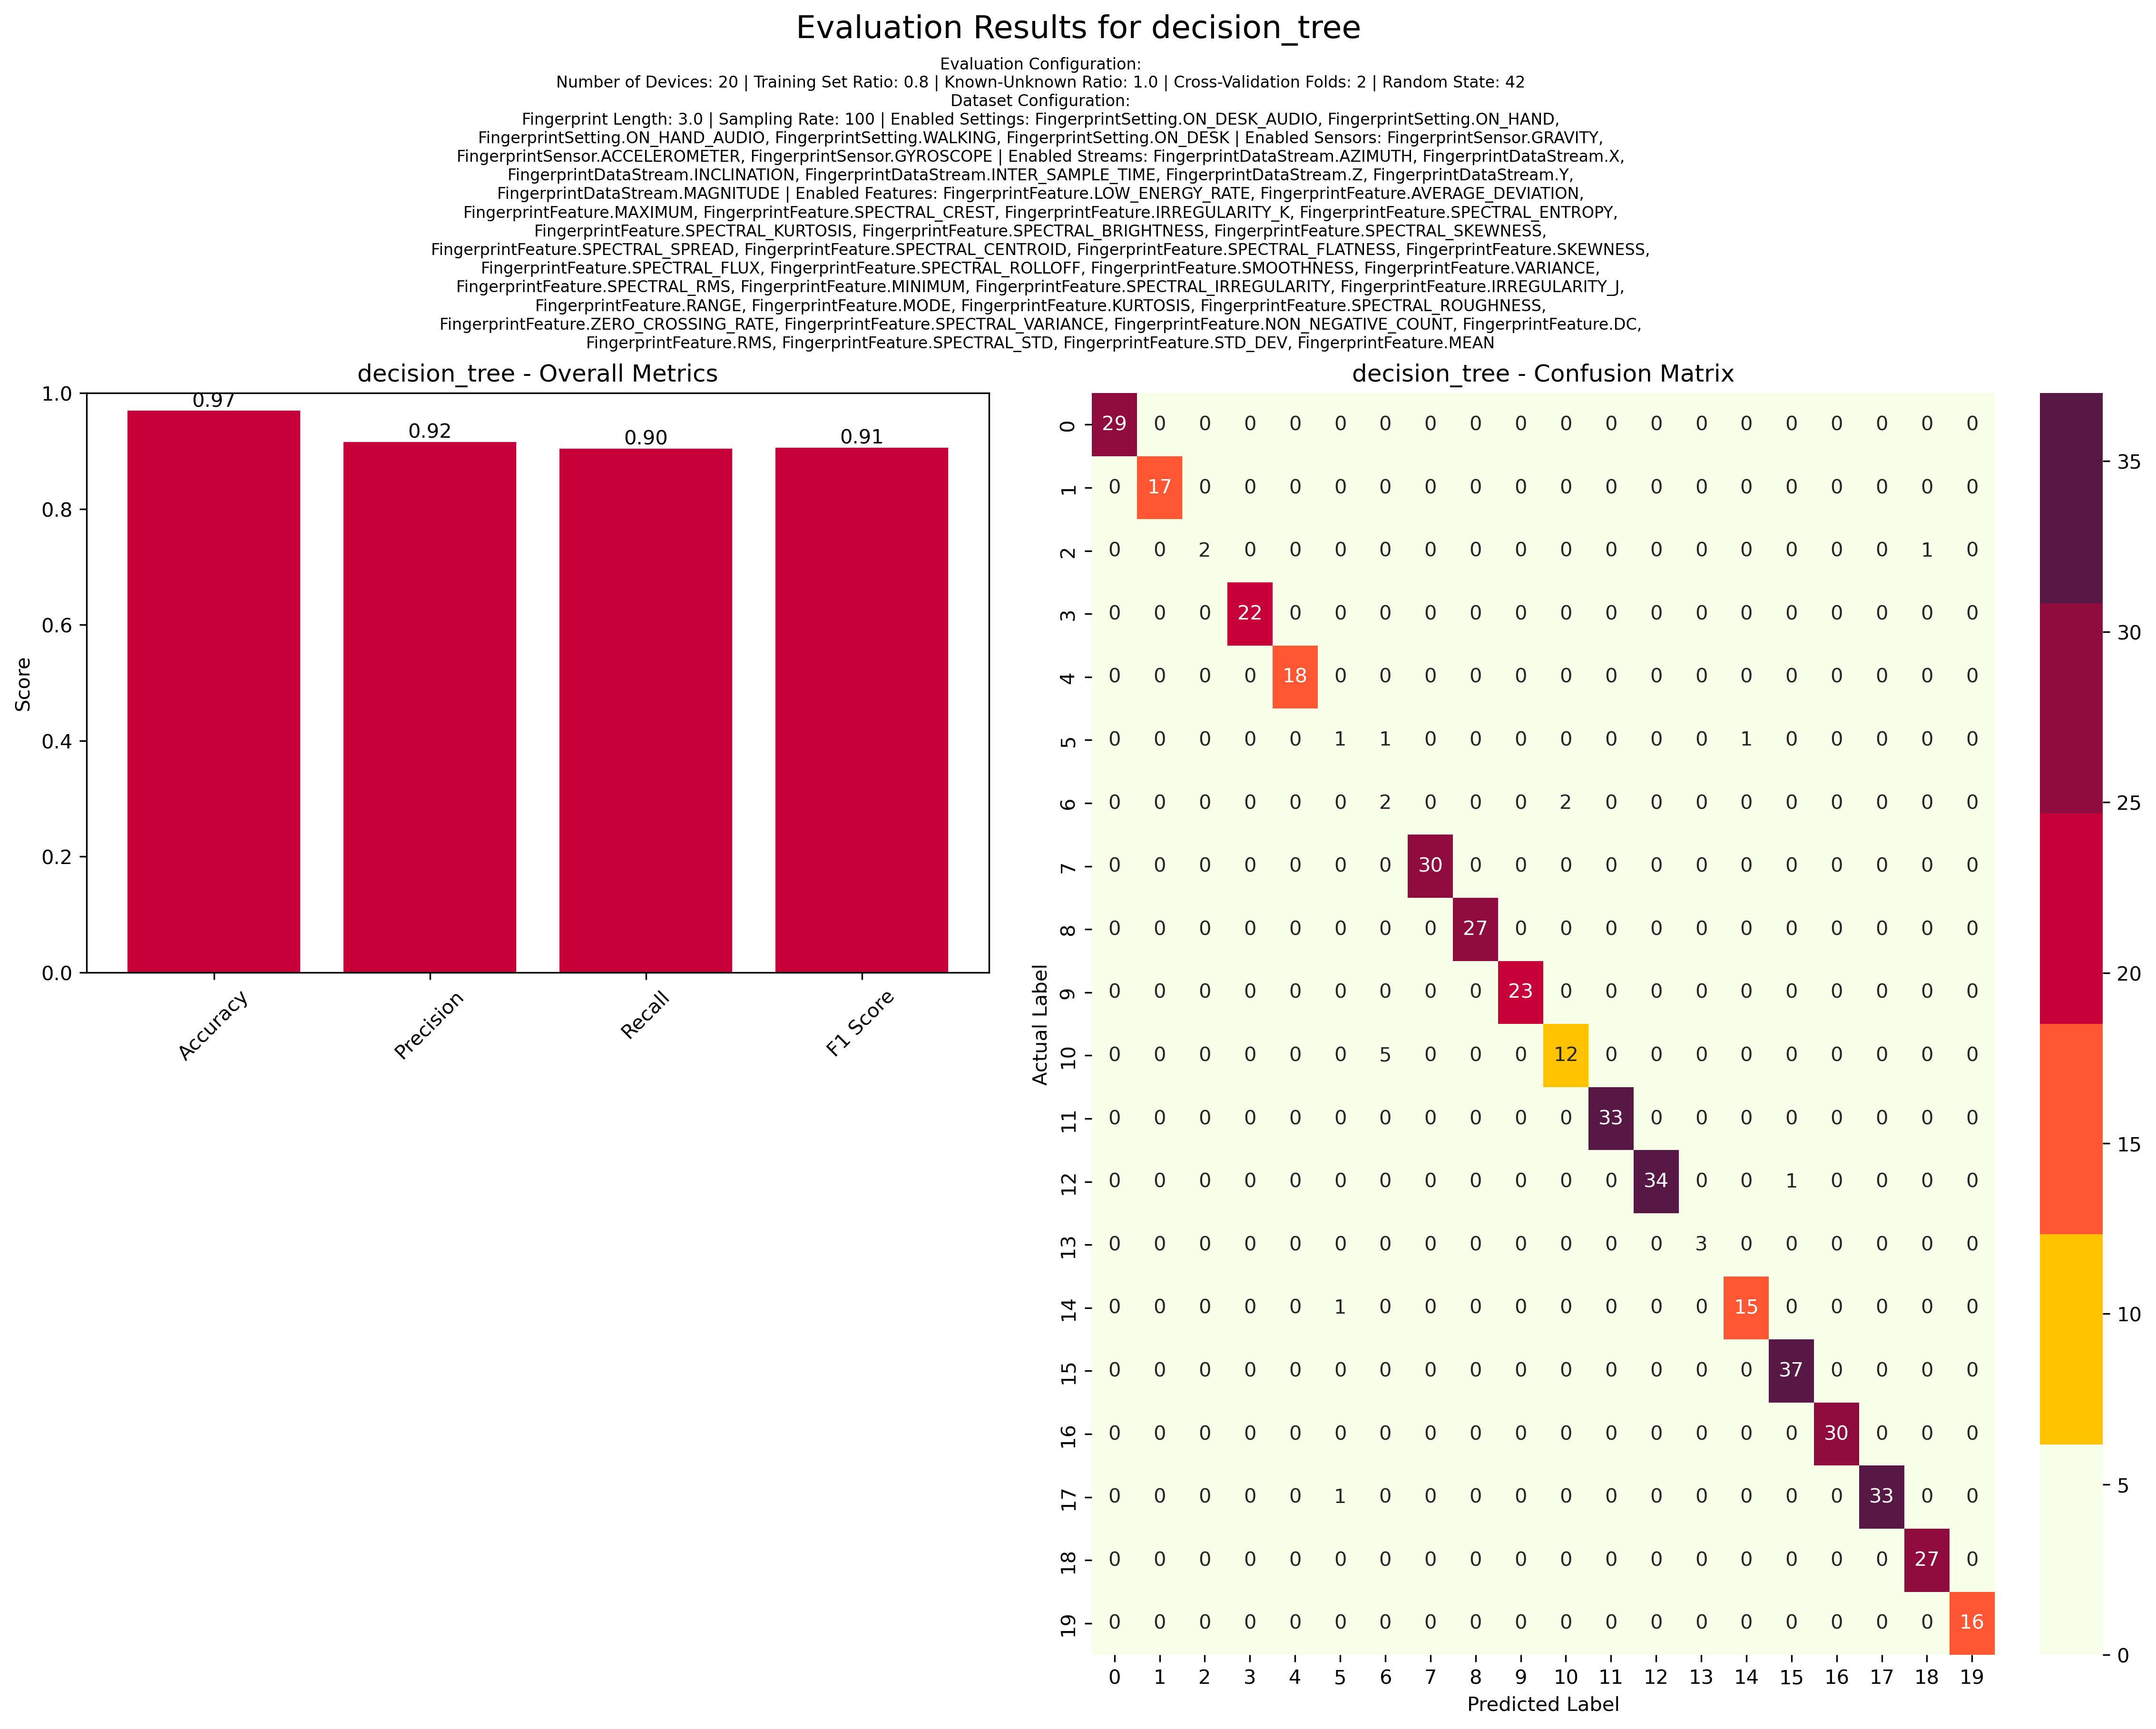 Evaluation Results for decision_tree
Evaluation Configuration:
Number of Devices: 20 | Training Set Ratio: 0.8 | Known-Unknown Ratio: 1.0 | Cross-Validation Folds: 2 | Random State: 42
Dataset Configuration:
Fingerprint Length: 3.0 | Sampling Rate: 100 | Enabled Settings: FingerprintSetting.ON_DESK_AUDIO, FingerprintSetting.ON_HAND,
FingerprintSetting.ON_HAND_AUDIO, FingerprintSetting.WALKING, FingerprintSetting.ON_DESK | Enabled Sensors: FingerprintSensor.GRAVITY,
FingerprintSensor.ACCELEROMETER, FingerprintSensor.GYROSCOPE | Enabled Streams: FingerprintDataStream.AZIMUTH, FingerprintDataStream.X,
FingerprintDataStream.INCLINATION, FingerprintDataStream.INTER_SAMPLE_TIME, FingerprintDataStream.Z, FingerprintDataStream.Y,
FingerprintDataStream.MAGNITUDE | Enabled Features: FingerprintFeature.LOW_ENERGY_RATE, FingerprintFeature.AVERAGE_DEVIATION,
FingerprintFeature.MAXIMUM, FingerprintFeature.SPECTRAL_CREST, FingerprintFeature.IRREGULARITY_K, FingerprintFeature.SPECTRAL_ENTROPY,
FingerprintFeature.SPECTRAL_KURTOSIS, FingerprintFeature.SPECTRAL_BRIGHTNESS, FingerprintFeature.SPECTRAL_SKEWNESS,
FingerprintFeature.SPECTRAL_SPREAD, FingerprintFeature.SPECTRAL_CENTROID, FingerprintFeature.SPECTRAL_FLATNESS, FingerprintFeature.SKEWNESS,
FingerprintFeature.SPECTRAL_FLUX, FingerprintFeature.SPECTRAL_ROLLOFF, FingerprintFeature.SMOOTHNESS, FingerprintFeature.VARIANCE,
FingerprintFeature.SPECTRAL_RMS, FingerprintFeature.MINIMUM, FingerprintFeature.SPECTRAL_IRREGULARITY, FingerprintFeature.IRREGULARITY_J,
FingerprintFeature.RANGE, FingerprintFeature.MODE, FingerprintFeature.KURTOSIS, FingerprintFeature.SPECTRAL_ROUGHNESS,
FingerprintFeature.ZERO_CROSSING_RATE, FingerprintFeature.SPECTRAL_VARIANCE, FingerprintFeature.NON_NEGATIVE_COUNT, FingerprintFeature.DC,
FingerprintFeature.RMS, FingerprintFeature.SPECTRAL_STD, FingerprintFeature.STD_DEV, FingerprintFeature.MEAN
decision_tree - Overall Metrics
1.0
0.8
0.6
0.4
0.2
0.0
Score
0.97
0.92
0.90
0.91
Accuracy
Precision
Recall
F1 Score
decision_tree - Confusion Matrix
Actual Label
0 29 0 0 0 0 0 0 0 0 0 0 0 0 0 0 0 0 0 0 0
1 0 17 0 0 0 0 0 0 0 0 0 0 0 0 0 0 0 0 0 0
2 0 0 2 0 0 0 0 0 0 0 0 0 0 0 0 0 0 0 1 0
3 0 0 0 22 0 0 0 0 0 0 0 0 0 0 0 0 0 0 0 0
4 0 0 0 0 18 0 0 0 0 0 0 0 0 0 0 0 0 0 0 0
5 0 0 0 0 0 1 1 0 0 0 0 0 0 0 1 0 0 0 0 0
6 0 0 0 0 0 0 2 0 0 0 2 0 0 0 0 0 0 0 0 0
7 0 0 0 0 0 0 0 30 0 0 0 0 0 0 0 0 0 0 0 0
8 0 0 0 0 0 0 0 0 27 0 0 0 0 0 0 0 0 0 0 0
9 0 0 0 0 0 0 0 0 0 23 0 0 0 0 0 0 0 0 0 0
10 0 0 0 0 0 0 5 0 0 0 12 0 0 0 0 0 0 0 0 0
11 0 0 0 0 0 0 0 0 0 0 0 33 0 0 0 0 0 0 0 0
12 0 0 0 0 0 0 0 0 0 0 0 0 34 0 0 1 0 0 0 0
13 0 0 0 0 0 0 0 0 0 0 0 0 0 3 0 0 0 0 0 0
14 0 0 0 0 0 1 0 0 0 0 0 0 0 0 15 0 0 0 0 0
15 0 0 0 0 0 0 0 0 0 0 0 0 0 0 0 37 0 0 0 0
16 0 0 0 0 0 0 0 0 0 0 0 0 0 0 0 0 30 0 0 0
17 0 0 0 0 0 1 0 0 0 0 0 0 0 0 0 0 0 33 0 0
18 0 0 0 0 0 0 0 0 0 0 0 0 0 0 0 0 0 0 27 0
19 0 0 0 0 0 0 0 0 0 0 0 0 0 0 0 0 0 0 0 16
0 1 2 3 4 5 6 7 8 9 10 11 12 13 14 15 16 17 18 19
Predicted Label
35
30
25
20
15
10
5
0